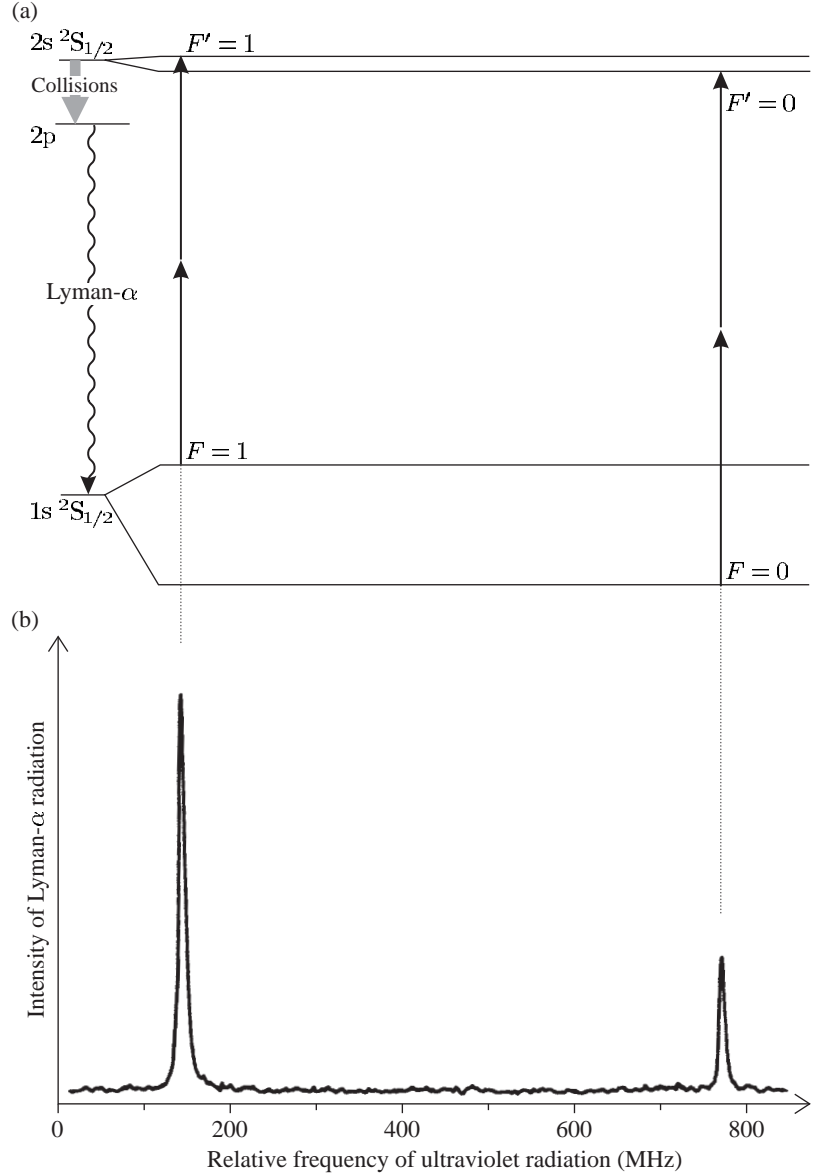 (a)
2s ²S₁/₂
F′ = 1
Collisions
F′ = 0
2p
Lyman-α
F = 1
1s ²S₁/₂
F = 0
(b)
Intensity of Lyman-α radiation
0 200 400 600 800
Relative frequency of ultraviolet radiation (MHz)